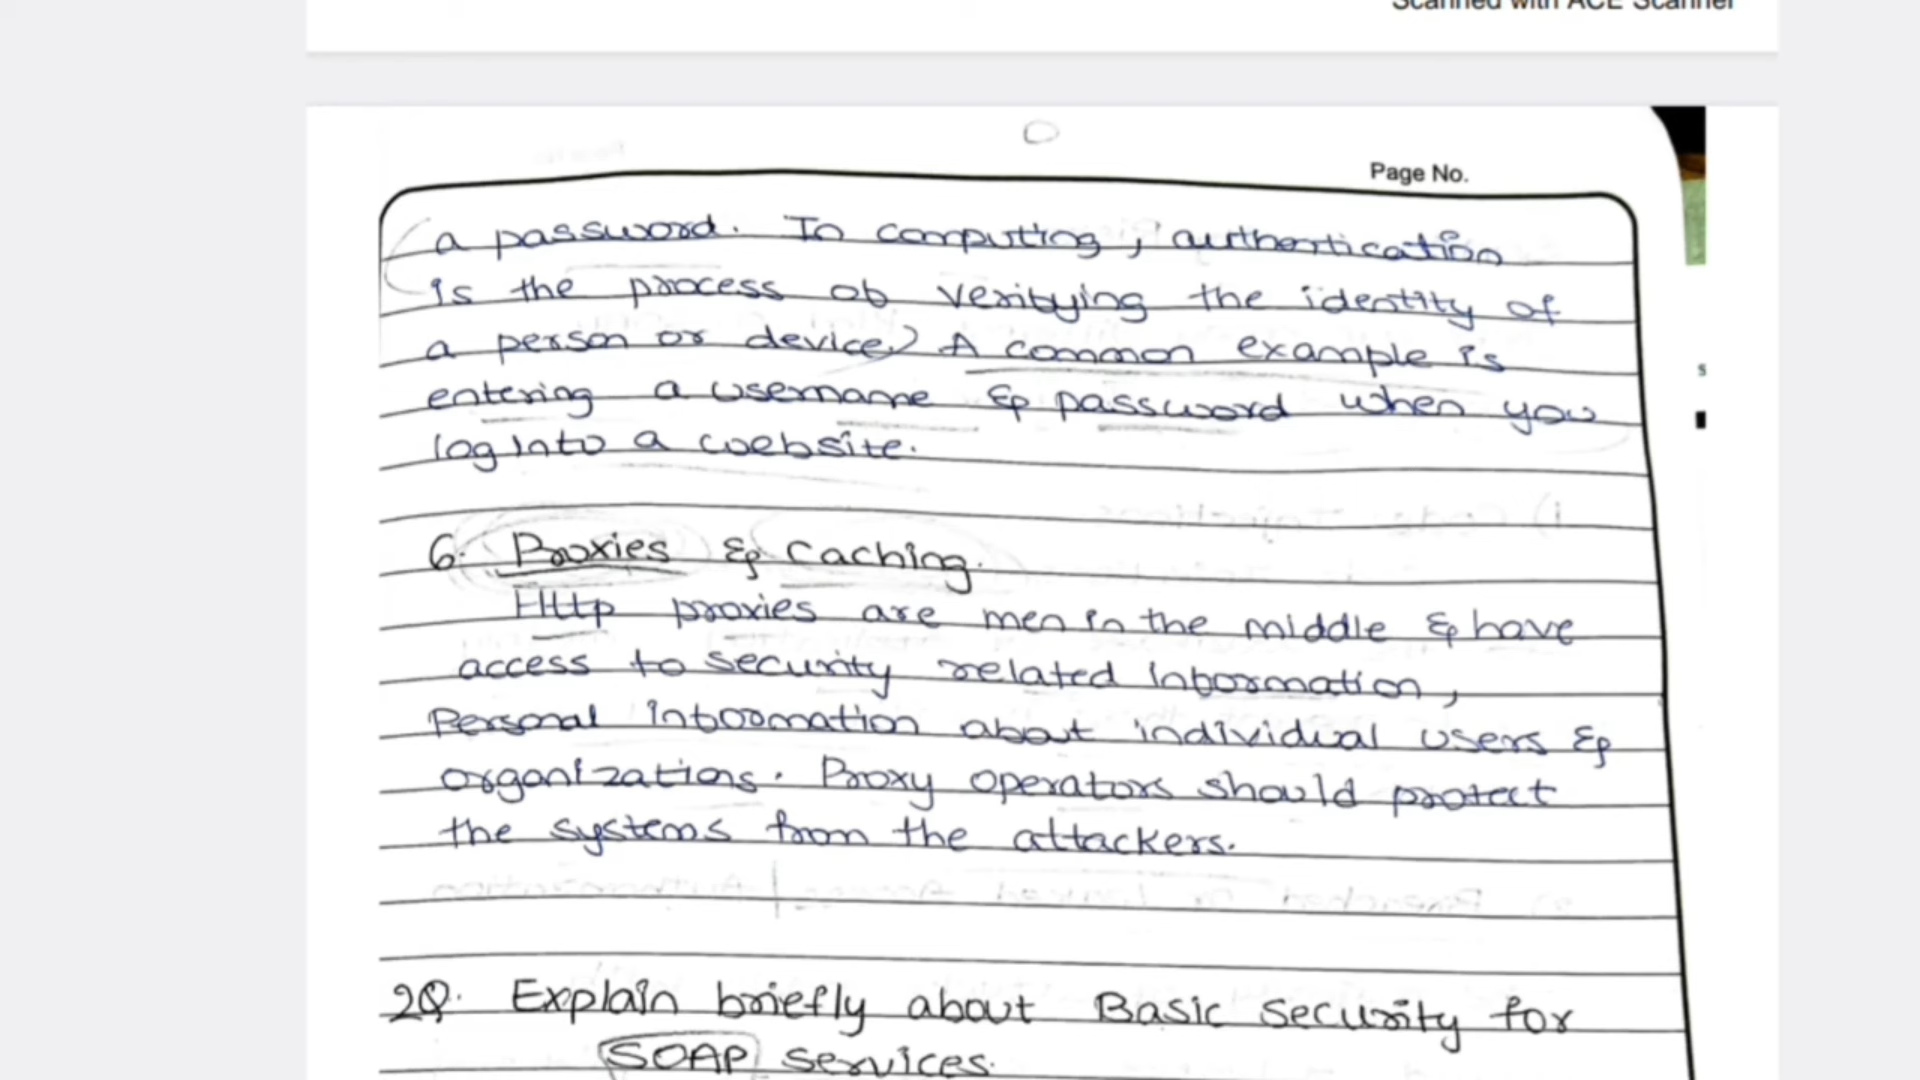 Scanned with ACE Scanner
Page No.
a password. In computing, authentication
is the process of verifying the identity of
a person or device) A common example is
entering a username & password when you
log into a website.
6. Proxies & Caching.
Http proxies are men in the middle & have
access to security related information,
Personal information about individual users &
organizations. Proxy operators should protect
the systems from the attackers.
2Q. Explain briefly about Basic Security for
SOAP services.